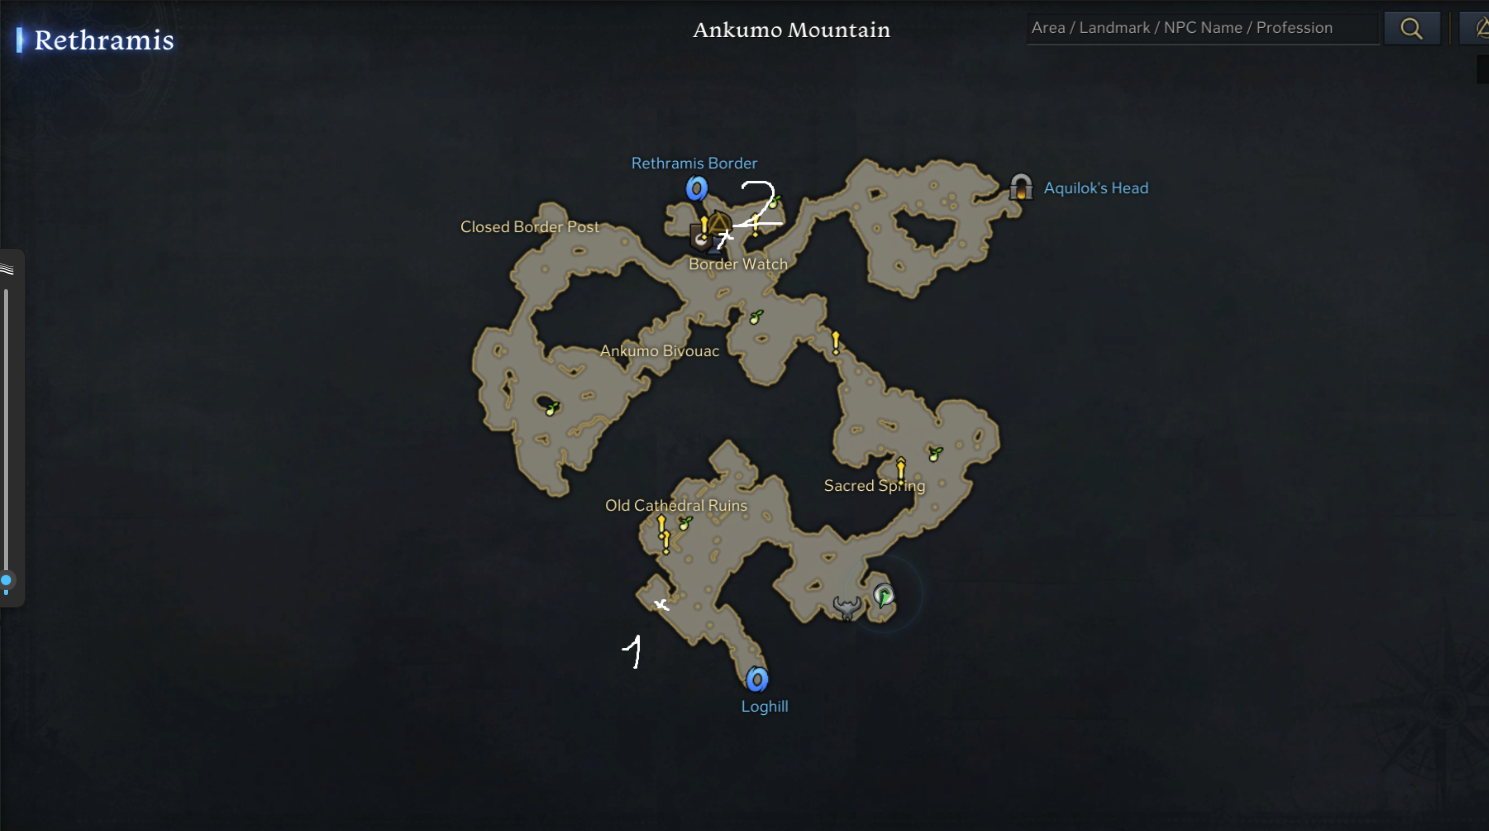 Rethramis
Ankumo Mountain
Area / Landmark / NPC Name / Profession
Rethramis Border
2
Aquilok's Head
Closed Border Post
Border Watch
Ankumo Bivouac
Sacred Spring
Old Cathedral Ruins
x
1
Loghill